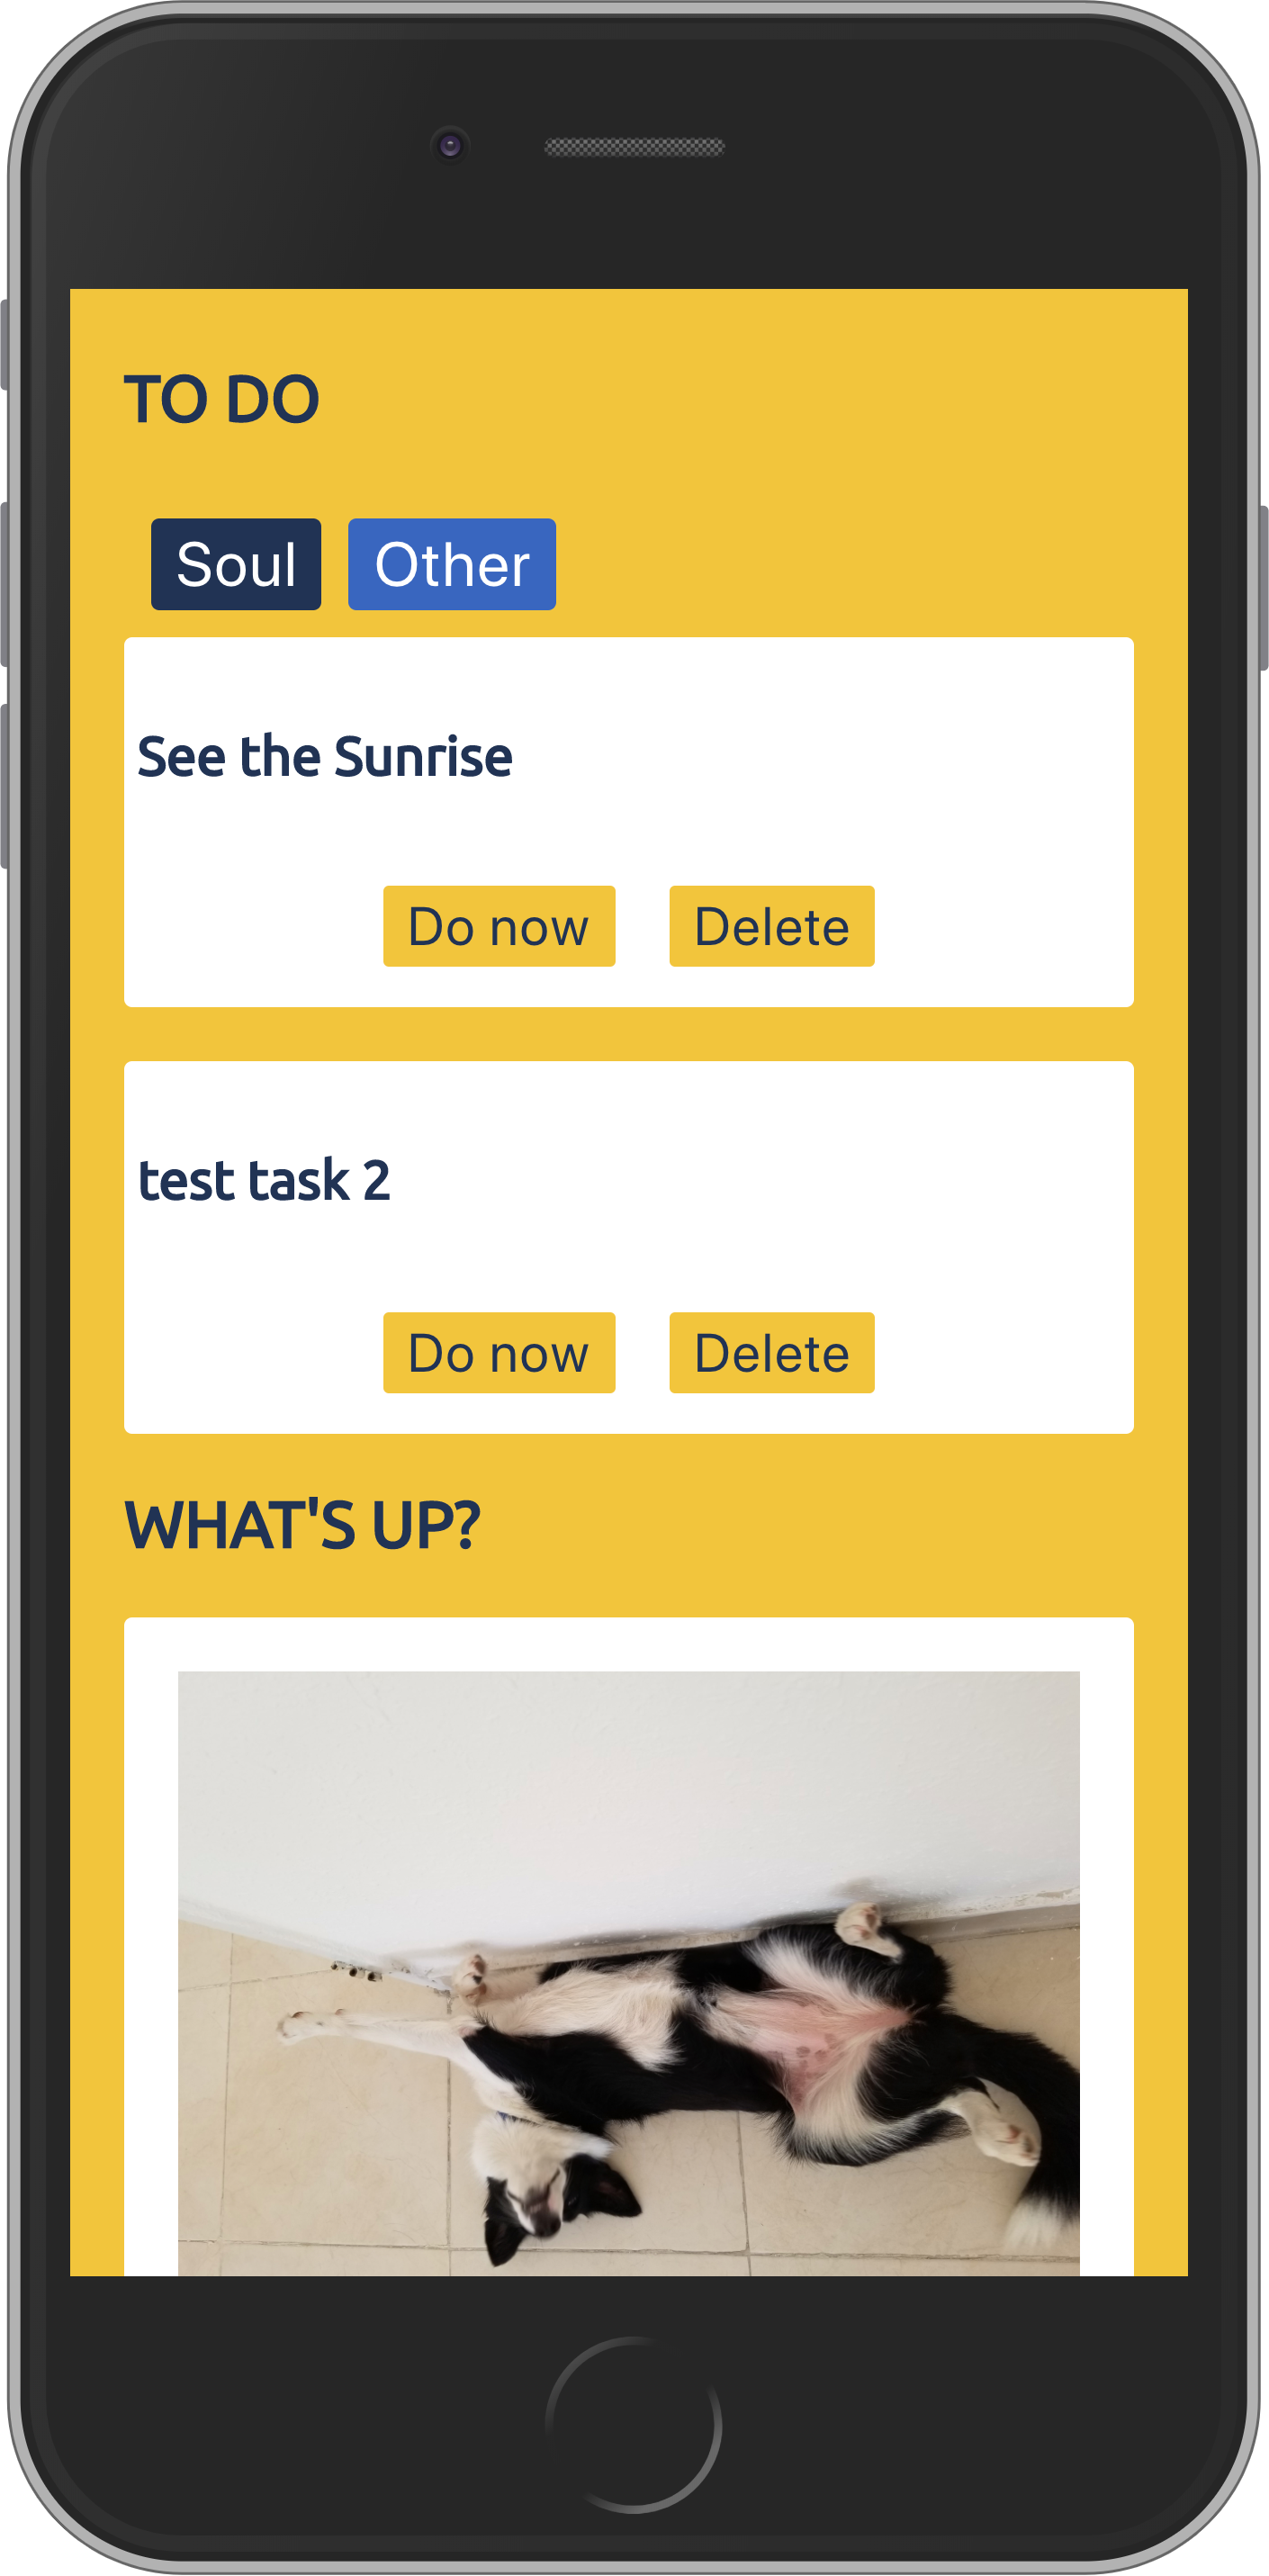 TO DO
Soul Other
See the Sunrise
Do now Delete
test task 2
Do now Delete
WHAT'S UP?